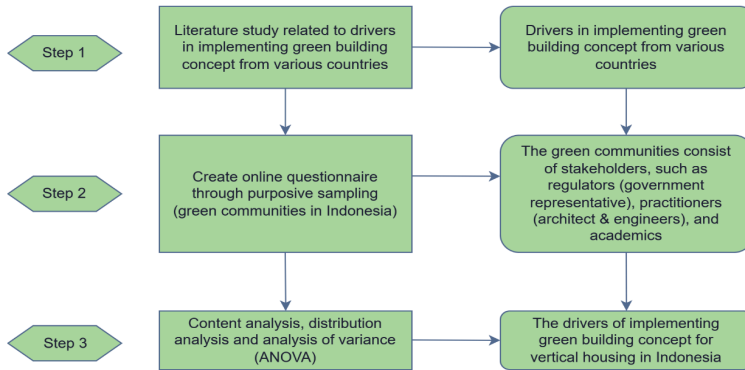 Step 1
Literature study related to drivers
in implementing green building
concept from various countries
Drivers in implementing green
building concept from various
countries
Step 2
Create online questionnaire
through purposive sampling
(green communities in Indonesia)
The green communities consist
of stakeholders, such as
regulators (government
representative), practitioners
(architect & engineers), and
academics
Step 3
Content analysis, distribution
analysis and analysis of variance
(ANOVA)
The drivers of implementing
green building concept for
vertical housing in Indonesia